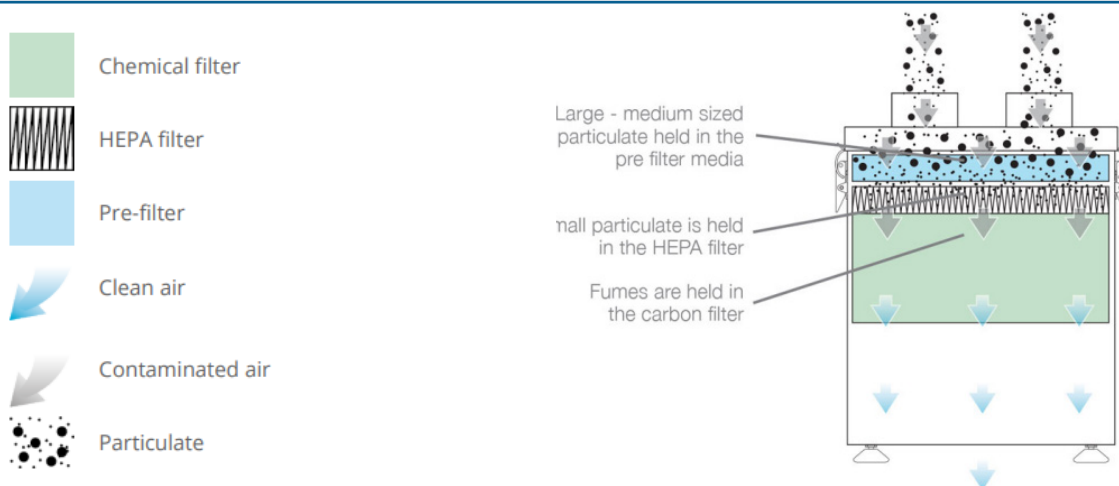 Chemical filter
HEPA filter
Pre-filter
Clean air
Contaminated air
Particulate
Large - medium sized
particulate held in the
pre filter media
mall particulate is held
in the HEPA filter
Fumes are held in
the carbon filter